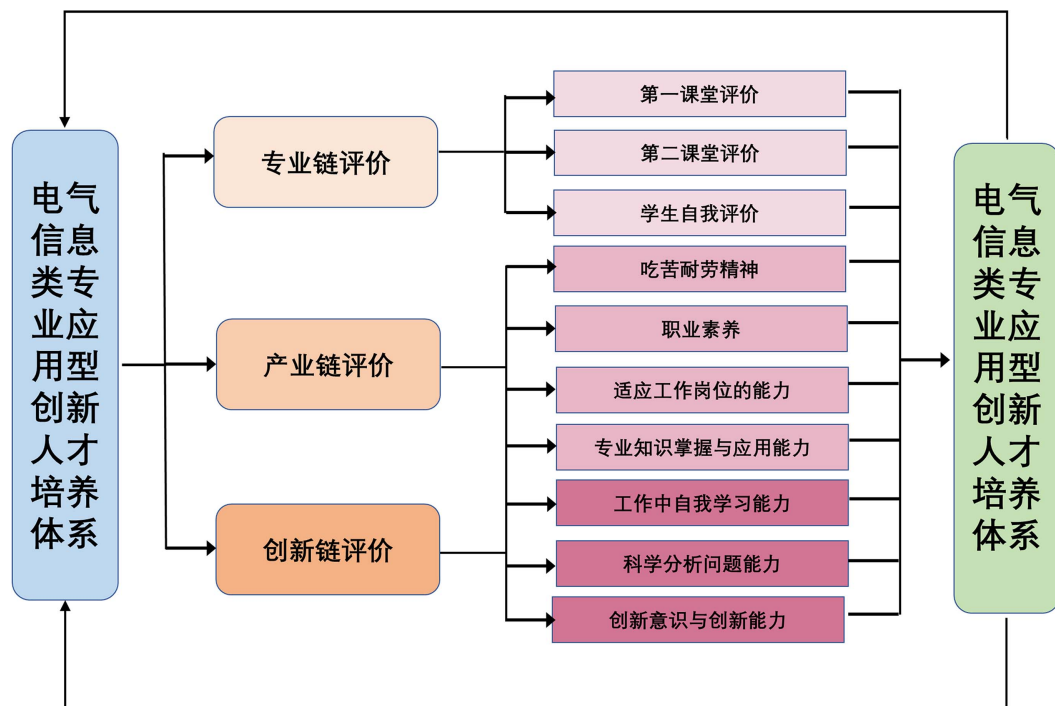 电气
信息
类专
业应
用型
创新
人才
培养
体系
专业链评价
产业链评价
创新链评价
第一课堂评价
第二课堂评价
学生自我评价
吃苦耐劳精神
职业素养
适应工作岗位的能力
专业知识掌握与应用能力
工作中自我学习能力
科学分析问题能力
创新意识与创新能力
电气
信息
类专
业应
用型
创新
人才
培养
体系